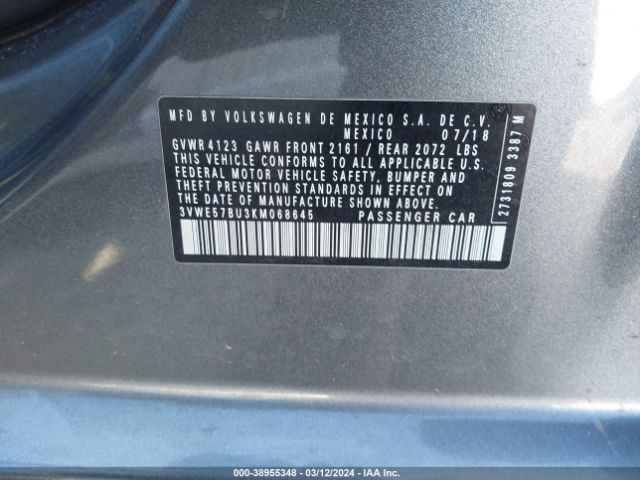 MFD BY VOLKSWAGEN DE MEXICO S.A. DE C.V.
MEXICO 07/18
GVWR 4123 GAWR FRONT 2161 / REAR 2072 LBS
THIS VEHICLE CONFORMS TO ALL APPLICABLE U.S.
FEDERAL MOTOR VEHICLE SAFETY, BUMPER AND
THEFT PREVENTION STANDARDS IN EFFECT ON THE
DATE OF MANUFACTURE SHOWN ABOVE.
3VWE57BU3KM068645 PASSENGER CAR
2731809 3387 M
000-38955348 - 03/12/2024 - IAAI.COM